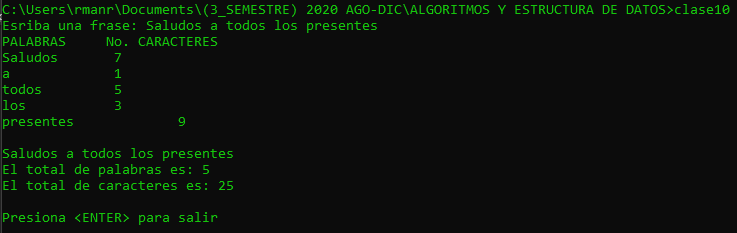 C:\Users\rmanr\Documents\(3_SEMESTRE) 2020 AGO-DIC\ALGORITMOS Y ESTRUCTURA DE DATOS>clase10
Esriba una frase: Saludos a todos los presentes
PALABRAS     No. CARACTERES
Saludos       7
a             1
todos         5
los           3
presentes             9
Saludos a todos los presentes
El total de palabras es: 5
El total de caracteres es: 25
Presiona <ENTER> para salir